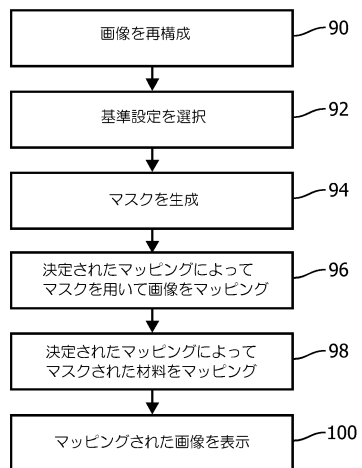 画像を再構成
90
基準設定を選択
92
マスクを生成
94
決定されたマッピングによって
マスクを用いて画像をマッピング
96
決定されたマッピングによって
マスクされた材料をマッピング
98
マッピングされた画像を表示
100